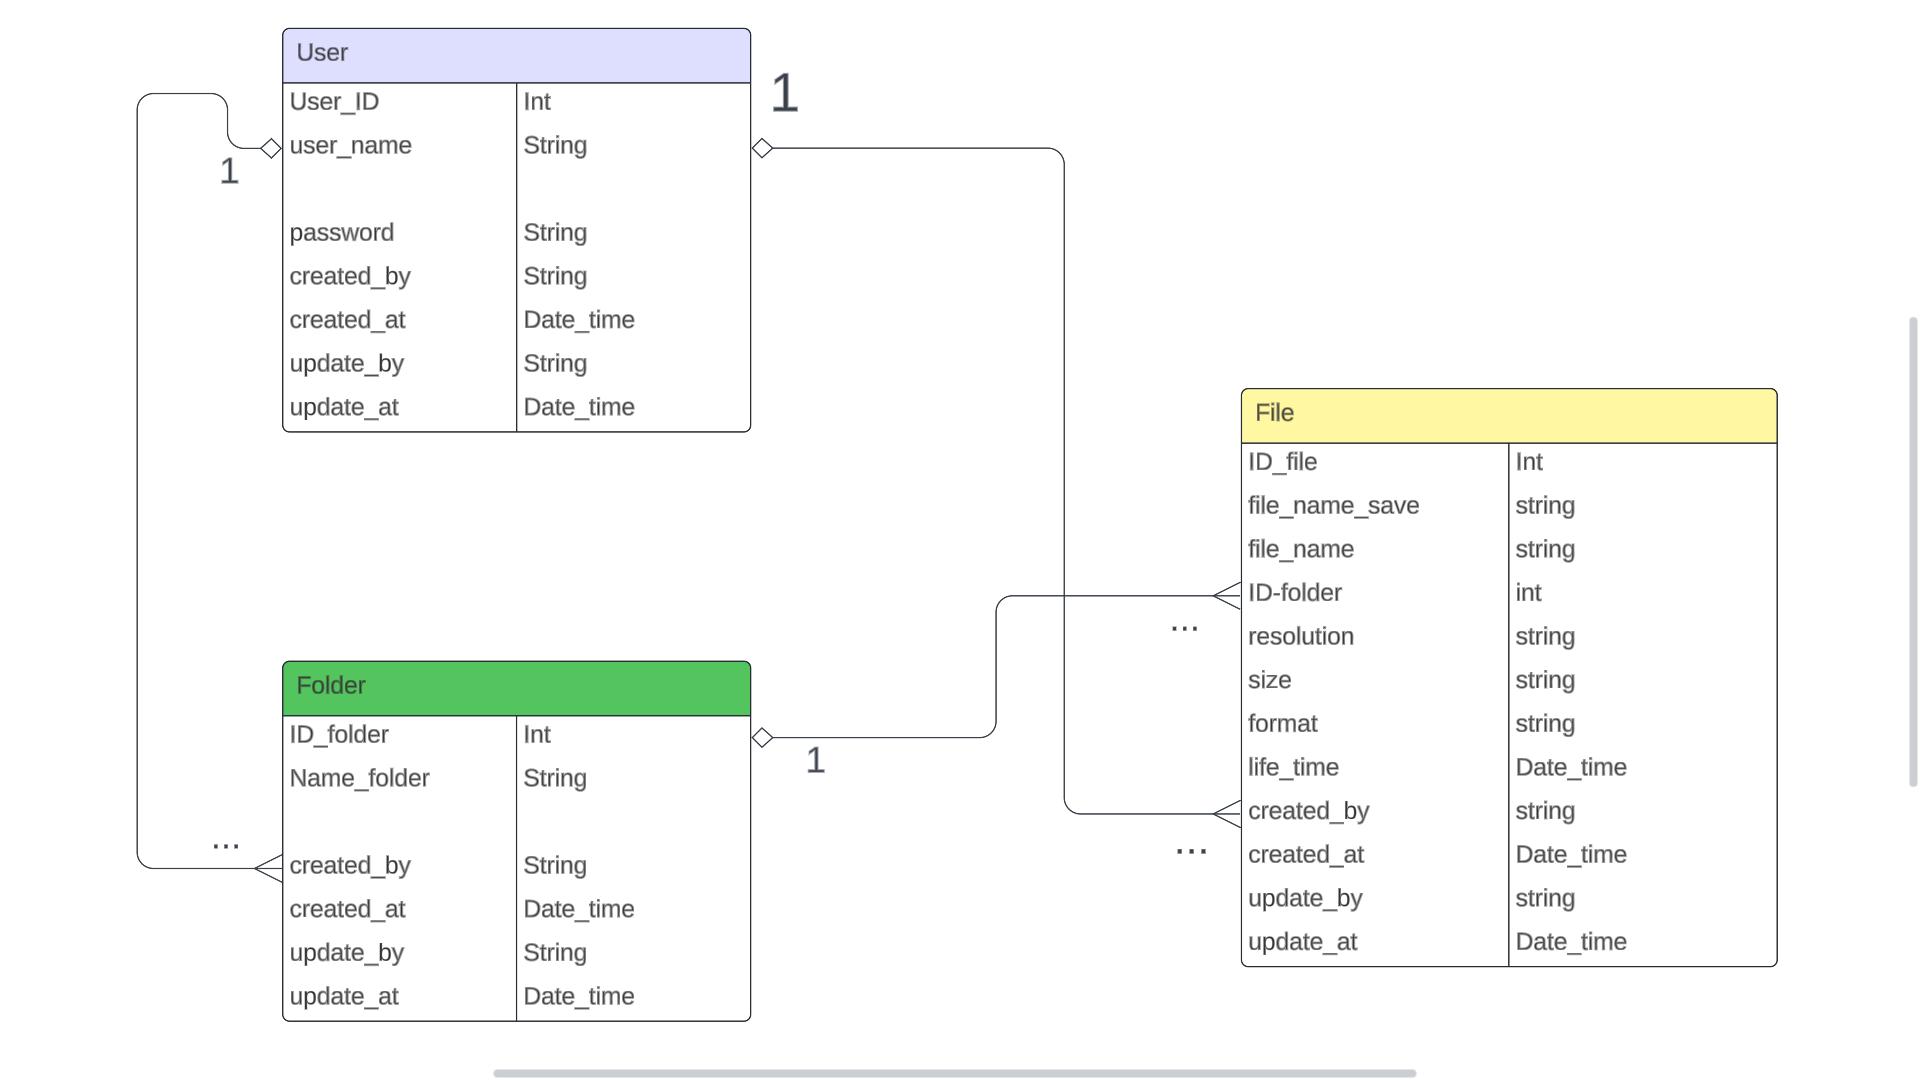 User
User_ID Int
user_name String
password String
created_by String
created_at Date_time
update_by String
update_at Date_time
1
1
Folder
ID_folder Int
Name_folder String
created_by String
created_at Date_time
update_by String
update_at Date_time
...
1
File
ID_file Int
file_name_save string
file_name string
ID-folder int
resolution string
size string
format string
life_time Date_time
created_by string
created_at Date_time
update_by string
update_at Date_time
...
...